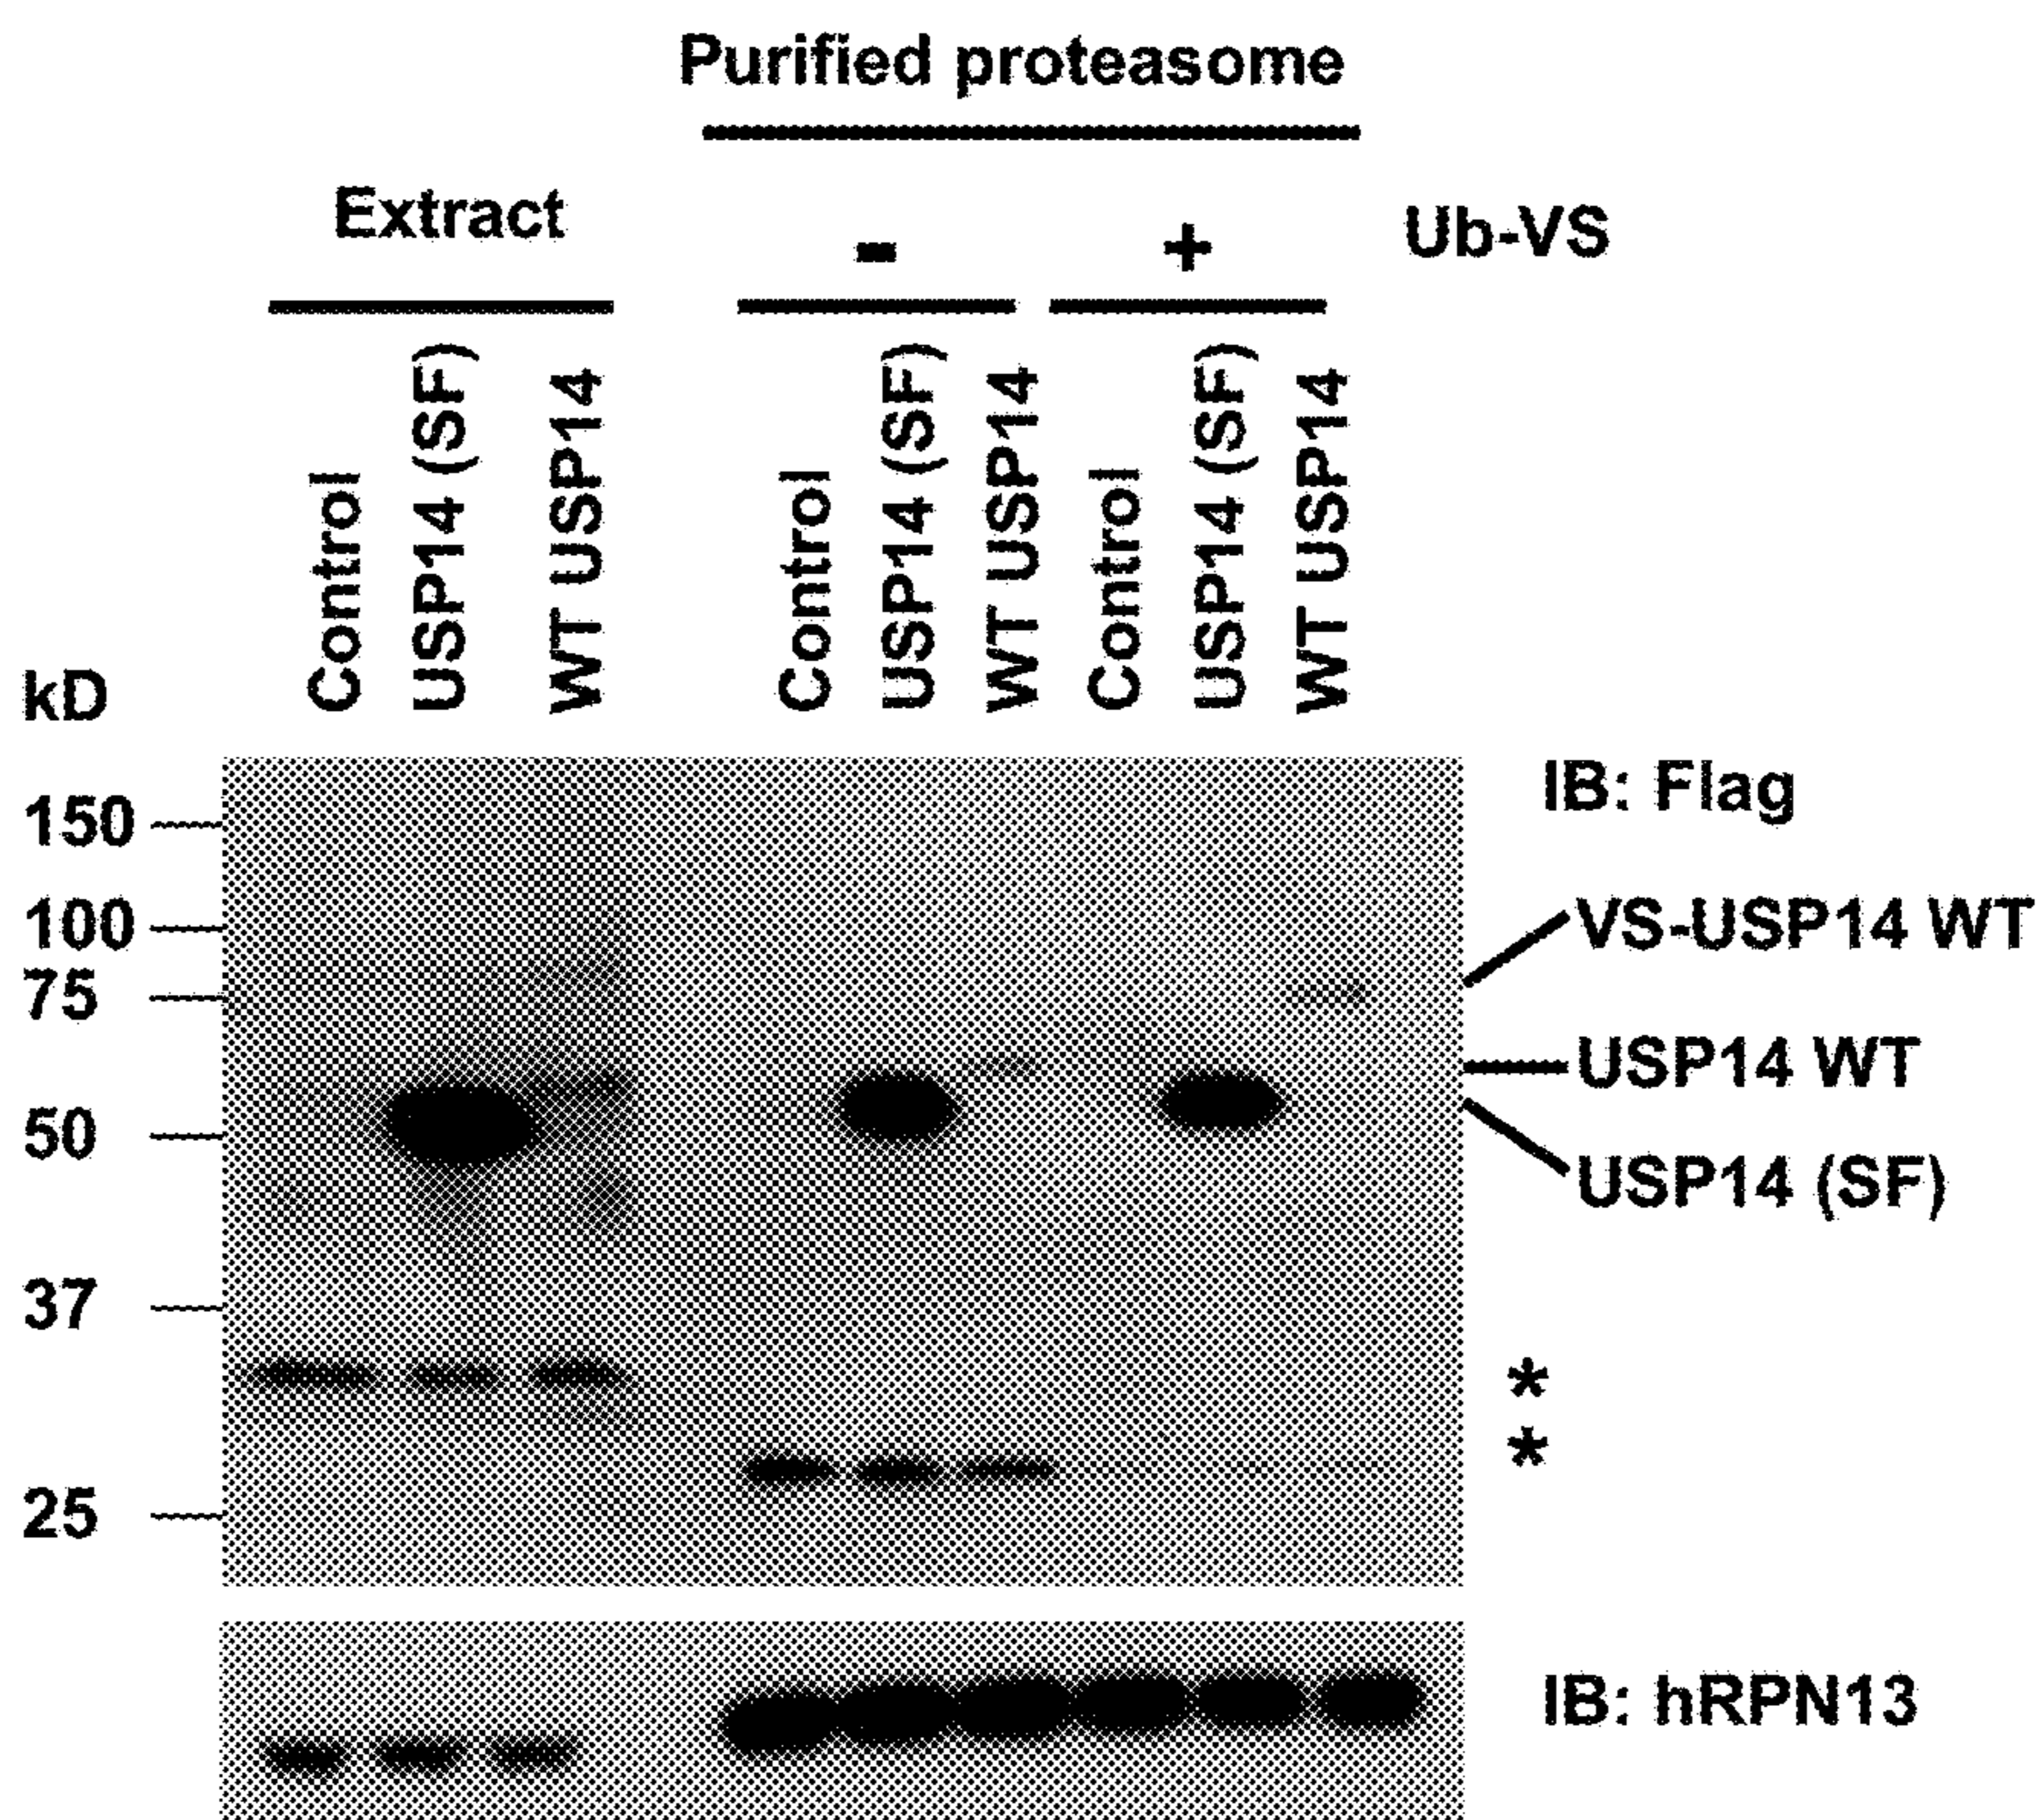 Purified proteasome
Extract
- + Ub-VS
Control USP14 (SF) WT USP14 Control USP14 (SF) WT USP14 Control USP14 (SF) WT USP14
kD
IB: Flag
150
100
VS-USP14 WT
75
USP14 WT
50
USP14 (SF)
37
*
*
25
IB: hRPN13